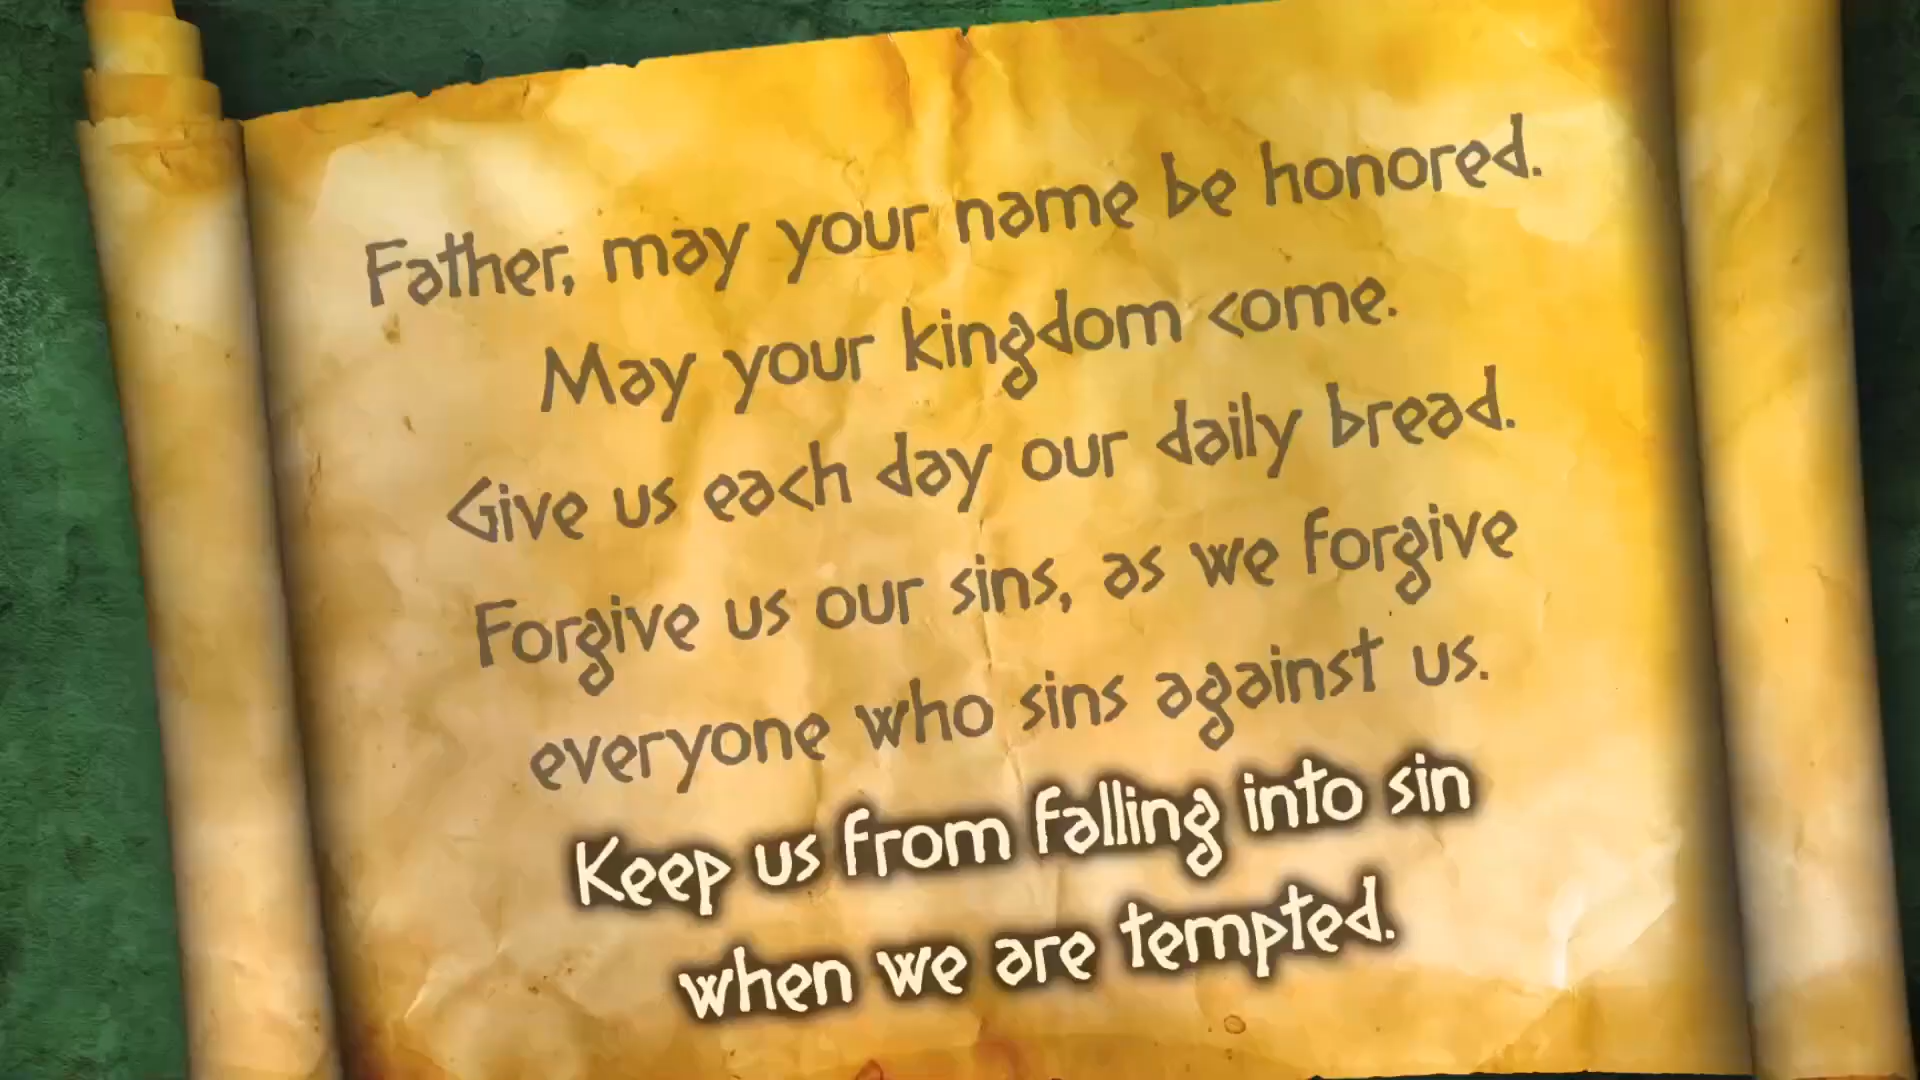 Father, may your name be honored.
May your kingdom come.
Give us each day our daily bread.
Forgive us our sins, as we forgive
everyone who sins against us.
Keep us from falling into sin
when we are tempted.